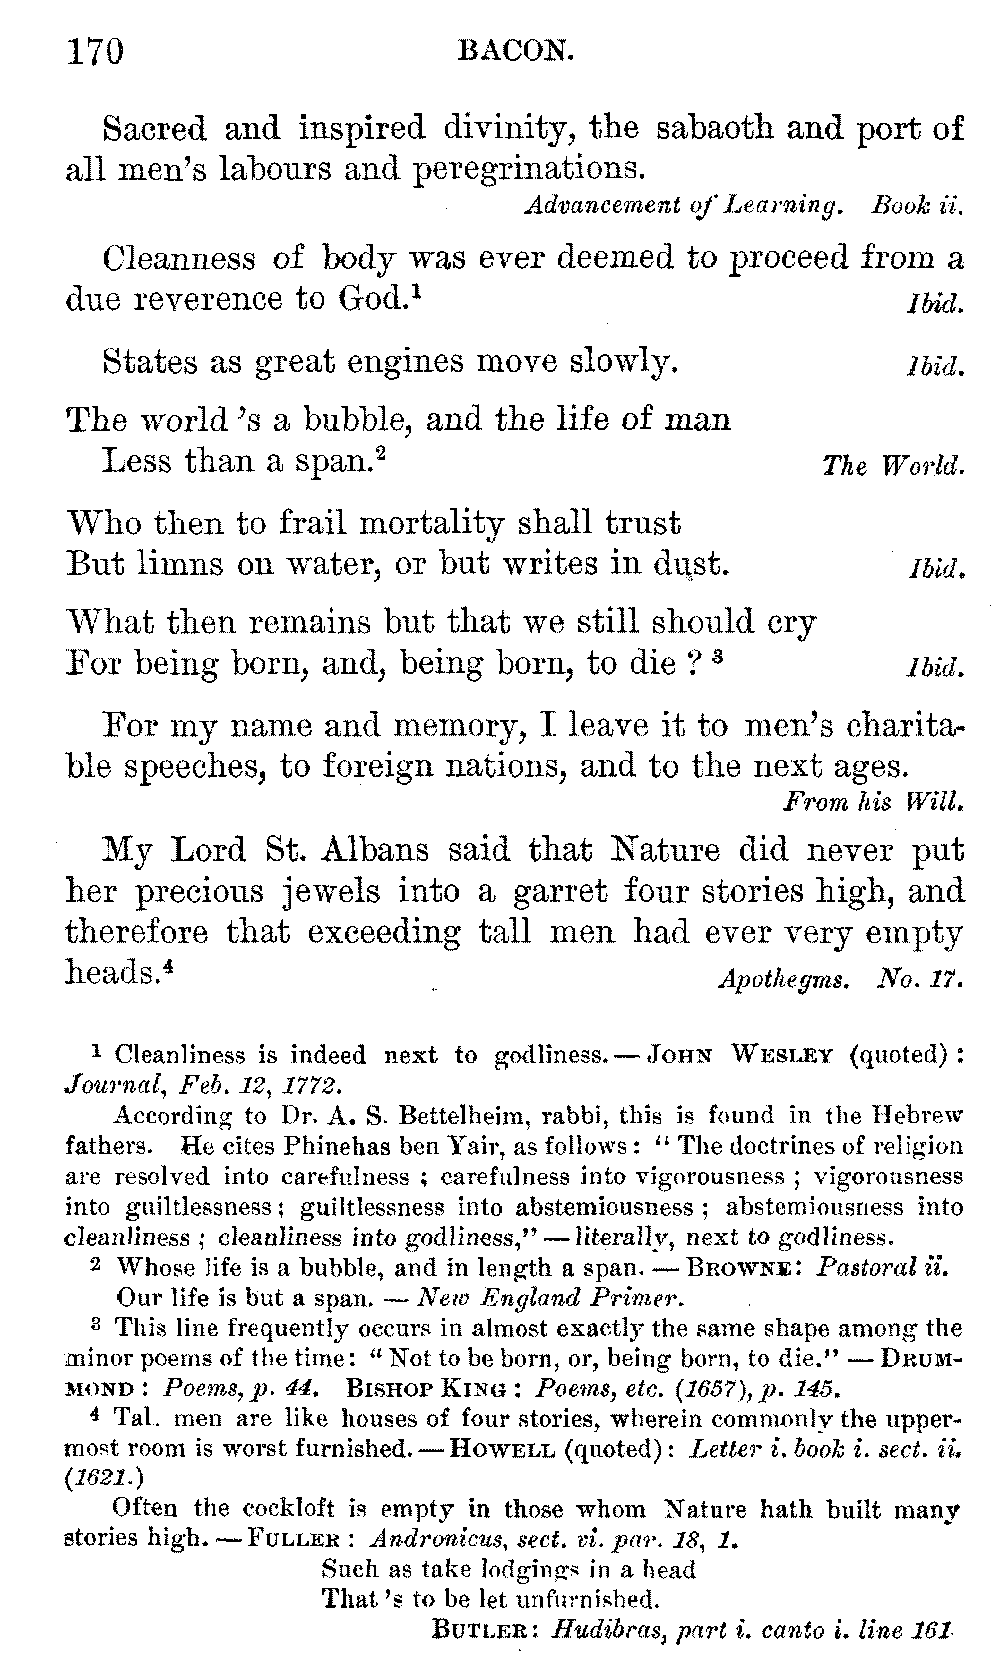 170 BACON.
Sacred and inspired divinity, the sabaoth and port of
all men's labours and peregrinations.
Advancement of Learning. Book ii.
Cleanness of body was ever deemed to proceed from a
due reverence to God.¹ Ibid.
States as great engines move slowly. Ibid.
The world 's a bubble, and the life of man
Less than a span.² The World.
Who then to frail mortality shall trust
But limns on water, or but writes in dust. Ibid.
What then remains but that we still should cry
For being born, and, being born, to die ? ³ Ibid.
For my name and memory, I leave it to men's charita-
ble speeches, to foreign nations, and to the next ages.
From his Will.
My Lord St. Albans said that Nature did never put
her precious jewels into a garret four stories high, and
therefore that exceeding tall men had ever very empty
heads.⁴ Apothegms. No. 17.
¹ Cleanliness is indeed next to godliness. — JOHN WESLEY (quoted) :
Journal, Feb. 12, 1772.
According to Dr. A. S. Bettelheim, rabbi, this is found in the Hebrew
fathers. He cites Phinehas ben Yair, as follows : “ The doctrines of religion
are resolved into carefulness ; carefulness into vigorousness ; vigorousness
into guiltlessness ; guiltlessness into abstemiousness ; abstemiousness into
cleanliness ; cleanliness into godliness,” — literally, next to godliness.
² Whose life is a bubble, and in length a span. — BROWNE : Pastoral ii.
Our life is but a span. — New England Primer.
³ This line frequently occurs in almost exactly the same shape among the
minor poems of the time : “ Not to be born, or, being born, to die.” — DRUM-
MOND : Poems, p. 44. BISHOP KING : Poems, etc. (1657), p. 145.
⁴ Tal. men are like houses of four stories, wherein commonly the upper-
most room is worst furnished. — HOWELL (quoted) : Letter i. book i. sect. ii.
(1621.)
Often the cockloft is empty in those whom Nature hath built many
stories high. — FULLER : Andronicus, sect. vi. par. 18, 1.
Such as take lodgings in a head
That 's to be let unfurnished.
BUTLER : Hudibras, part i. canto i. line 161